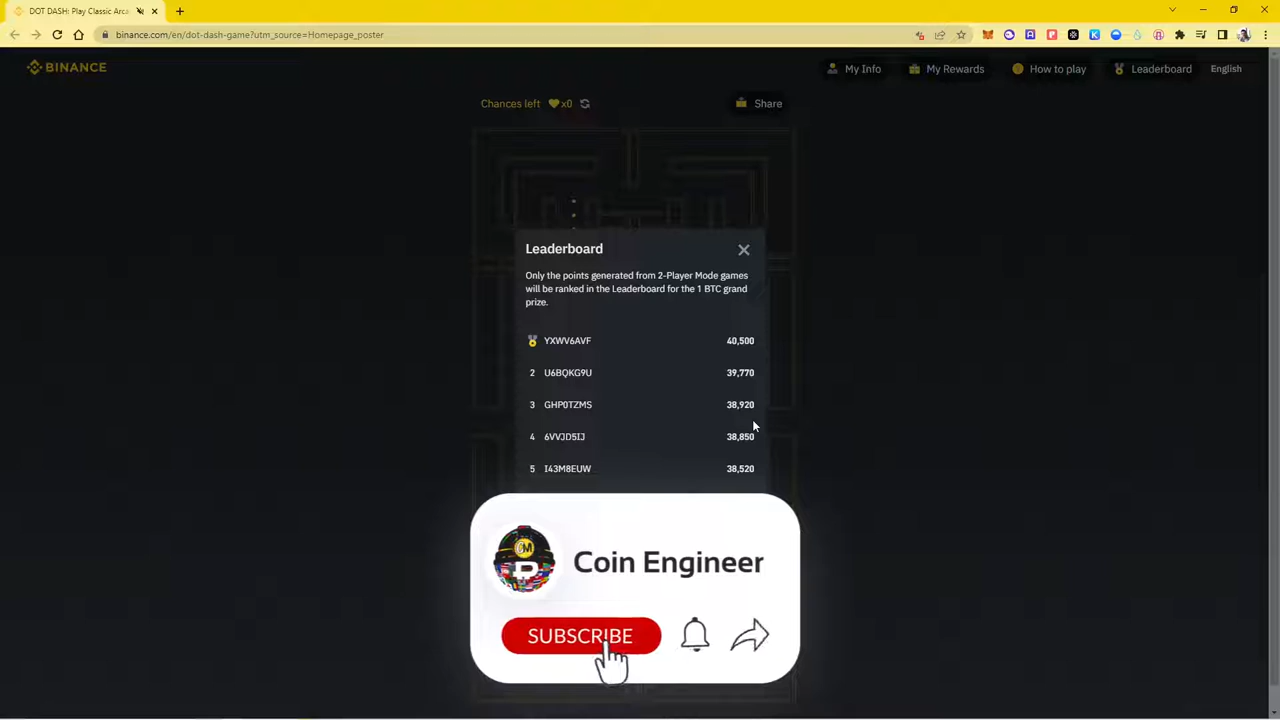 DOT DASH: Play Classic Arca
binance.com/en/dot-dash-game?utm_source=Homepage_poster
BINANCE
My Info
My Rewards
How to play
Leaderboard
English
Chances left
x0
Share
Leaderboard
Only the points generated from 2-Player Mode games
will be ranked in the Leaderboard for the 1 BTC grand
prize.
YXWV6AVF 40,500
2 U6BQKG9U 39,770
3 GHP0TZMS 38,920
4 6VVJD5IJ 38,850
5 I43M8EUW 38,520
Coin Engineer
SUBSCRIBE